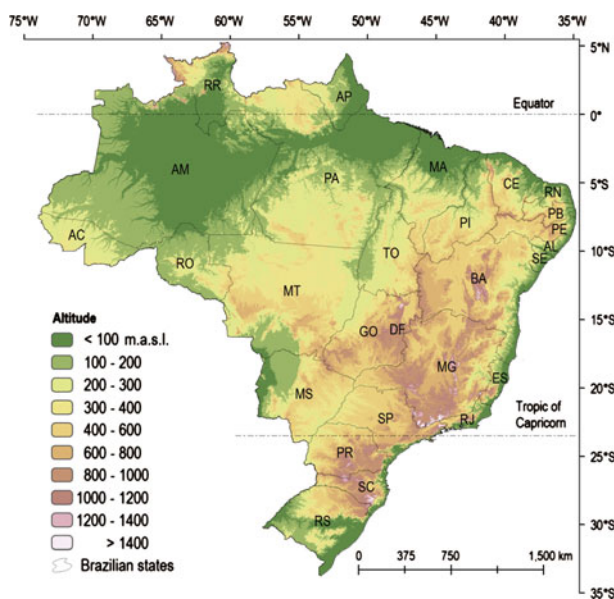 75°W 70°W 65°W 60°W 55°W 50°W 45°W 40°W 35°W
5°N
RR
AP
Equator
0°
AM
PA
MA
CE
RN
PB
PI
PE
AC
TO
AL
5°S
RO
SE
10°S
BA
MT
GO
DF
15°S
Altitude
< 100 m.a.s.l.
100 - 200
200 - 300
300 - 400
400 - 600
600 - 800
800 - 1000
1000 - 1200
1200 - 1400
> 1400
Brazilian states
MG
ES
MS
20°S
SP
RJ
Tropic of
Capricorn
PR
25°S
SC
RS
30°S
0 375 750 1,500 km
35°S